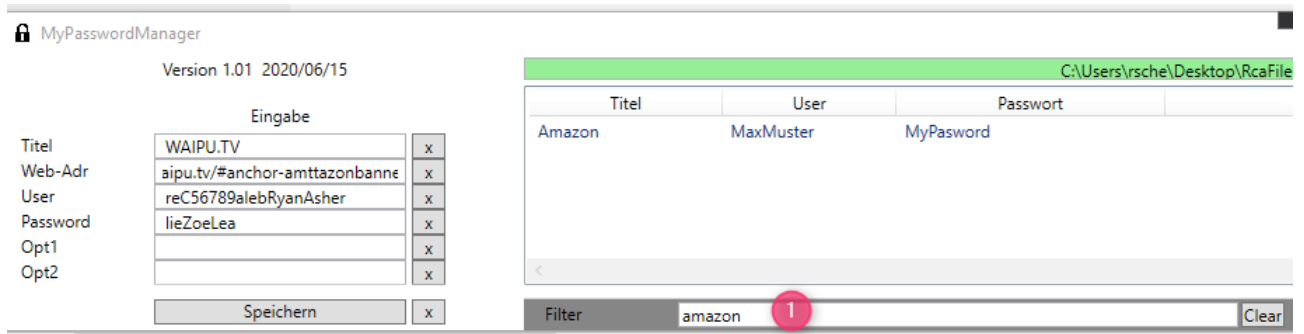 MyPasswordManager
Version 1.01 2020/06/15
C:\Users\rsche\Desktop\RcaFile
Eingabe
Titel WAIPU.TV x
Web-Adr aipu.tv/#anchor-amttazonbanne x
User reC56789alebRyanAsher x
Password lieZoeLea x
Opt1 x
Opt2 x
Speichern x
Titel User Passwort
Amazon MaxMuster MyPasword
Filter amazon 1 Clear